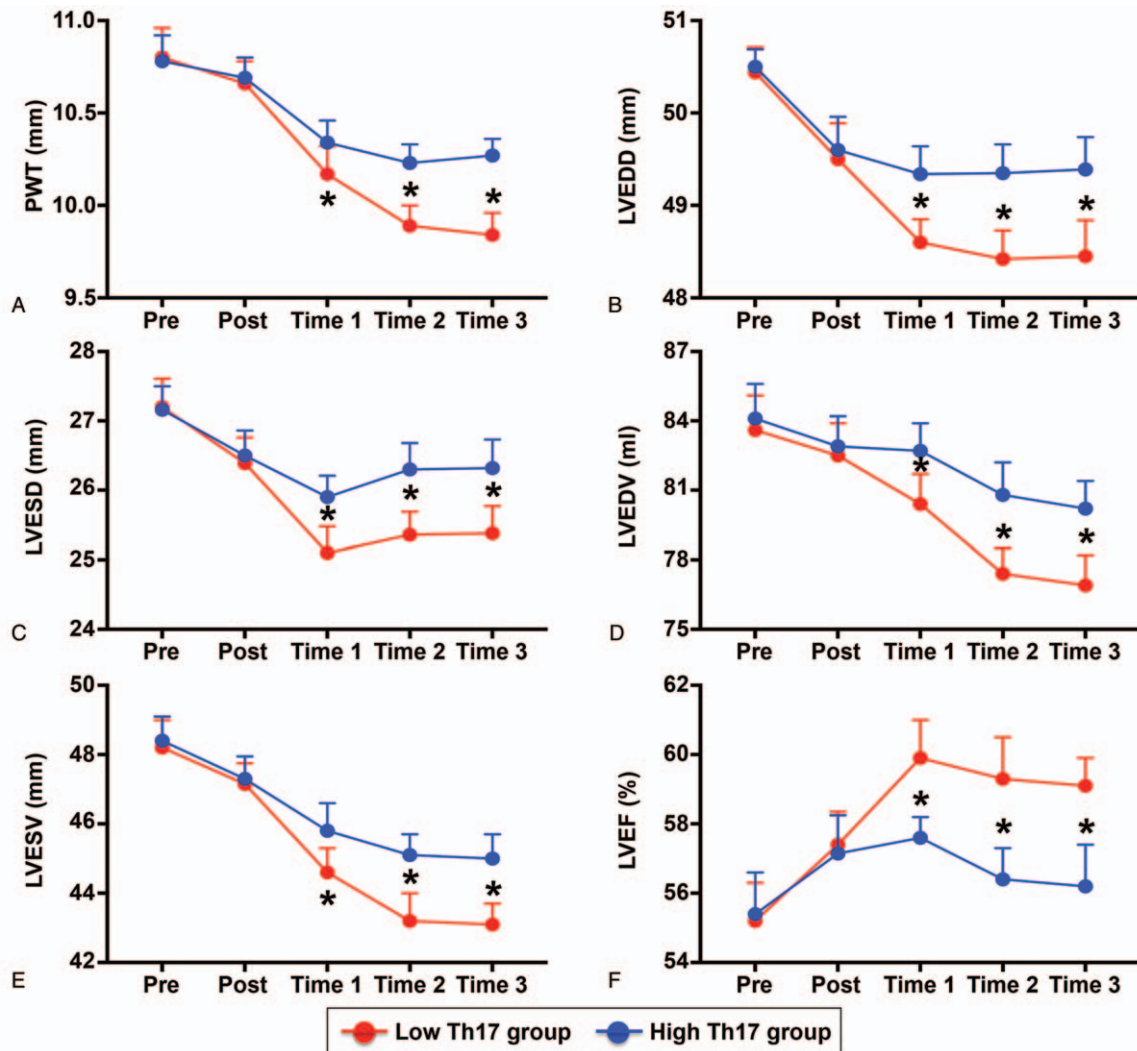 11.0
10.5
10.0
9.5
PWT (mm)
*
*
*
A
Pre Post Time 1 Time 2 Time 3
51
50
49
48
LVEDD (mm)
*
*
*
B
Pre Post Time 1 Time 2 Time 3
28
27
26
25
24
LVESD (mm)
*
*
*
C
Pre Post Time 1 Time 2 Time 3
87
84
81
78
75
LVEDV (ml)
*
*
*
D
Pre Post Time 1 Time 2 Time 3
50
48
46
44
42
LVESV (mm)
*
*
*
E
Pre Post Time 1 Time 2 Time 3
62
60
58
56
54
LVEF (%)
*
*
*
F
Pre Post Time 1 Time 2 Time 3
Low Th17 group High Th17 group